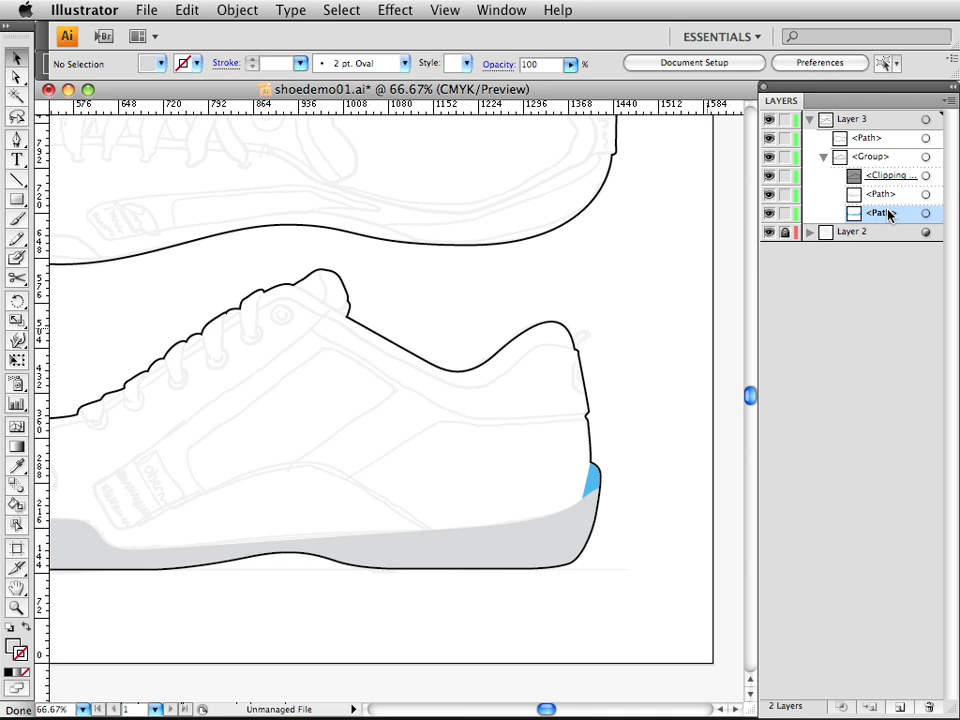 Illustrator File Edit Object Type Select Effect View Window Help
Ai Br ESSENTIALS
No Selection Stroke: 2 pt. Oval Style: Opacity: 100 % Document Setup Preferences
shoedemo01.ai* @ 66.67% (CMYK/Preview)
576 648 720 792 864 936 1008 1080 1152 1224 1296 1368 1440 1512 1584
LAYERS
Layer 3
<Path>
<Group>
<Clipping ...
<Path>
<Path>
Layer 2
Done 66.67% 1 Unmanaged File 2 Layers